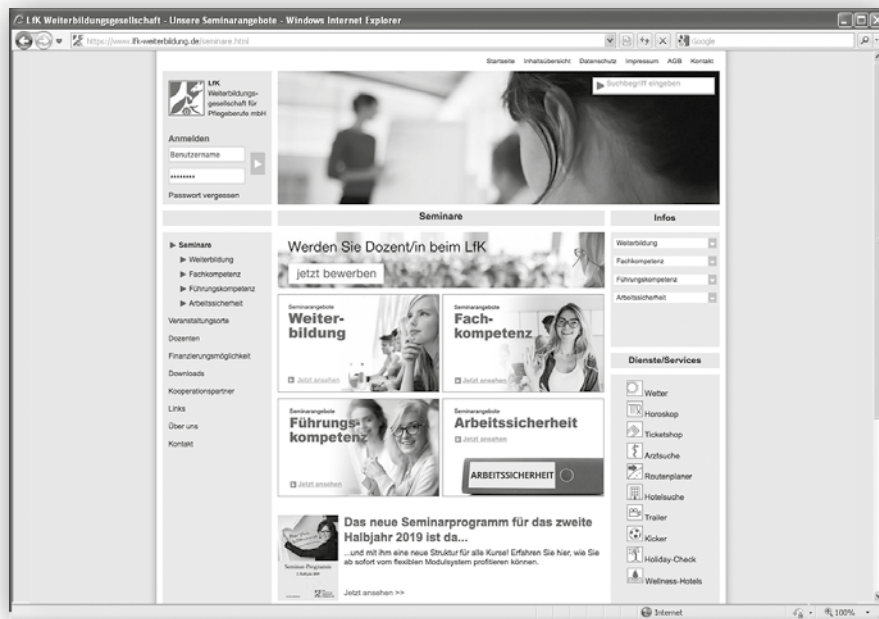 LfK Weiterbildungsgesellschaft - Unsere Seminarangebote - Windows Internet Explorer
https://www.lfk-weiterbildung.de/seminare.html
Google
Startseite Inhaltsübersicht Datenschutz Impressum AGB Kontakt
LfK
Weiterbildungs-
gesellschaft für
Pflegeberufe mbH
Suchbegriff eingeben
Anmelden
Benutzername
••••••••
Passwort vergessen
Seminare
Infos
Seminare
Weiterbildung
Fachkompetenz
Führungskompetenz
Arbeitssicherheit
Veranstaltungsorte
Dozenten
Finanzierungsmöglichkeit
Downloads
Kooperationspartner
Links
Über uns
Kontakt
Werden Sie Dozent/in beim LfK
jetzt bewerben
Seminarangebote
Weiter-
bildung
Jetzt ansehen
Seminarangebote
Fach-
kompetenz
Jetzt ansehen
Seminarangebote
Führungs-
kompetenz
Jetzt ansehen
Seminarangebote
Arbeitssicherheit
Jetzt ansehen
ARBEITSSICHERHEIT
Seminar-Programm
Das neue Seminarprogramm für das zweite
Halbjahr 2019 ist da...
...und mit ihm eine neue Struktur für alle Kurse! Erfahren Sie hier, wie Sie
ab sofort vom flexiblen Modulsystem profitieren können.
Jetzt ansehen >>
Weiterbildung
Fachkompetenz
Führungskompetenz
Arbeitssicherheit
Dienste/Services
Wetter
Horoskop
Ticketshop
Arztsuche
Routenplaner
Hotelsuche
Trailer
Kicker
Holiday-Check
Wellness-Hotels
Internet
100%